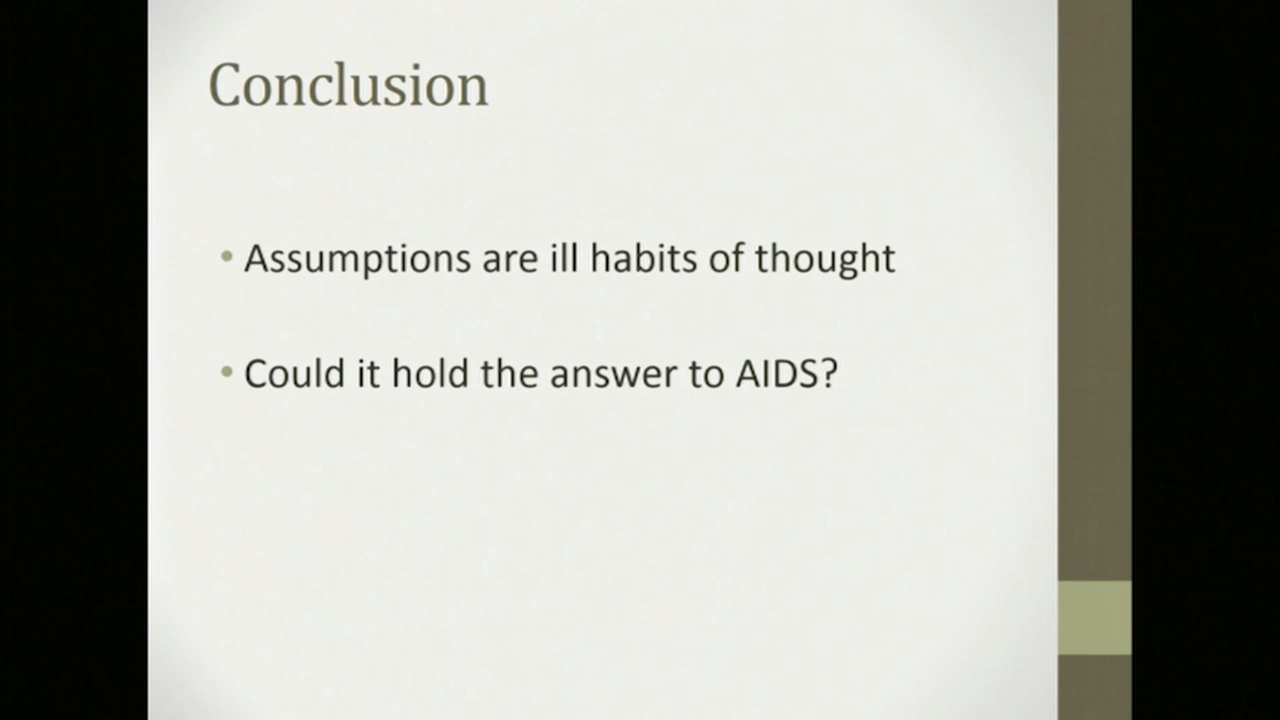 Conclusion
• Assumptions are ill habits of thought
• Could it hold the answer to AIDS?